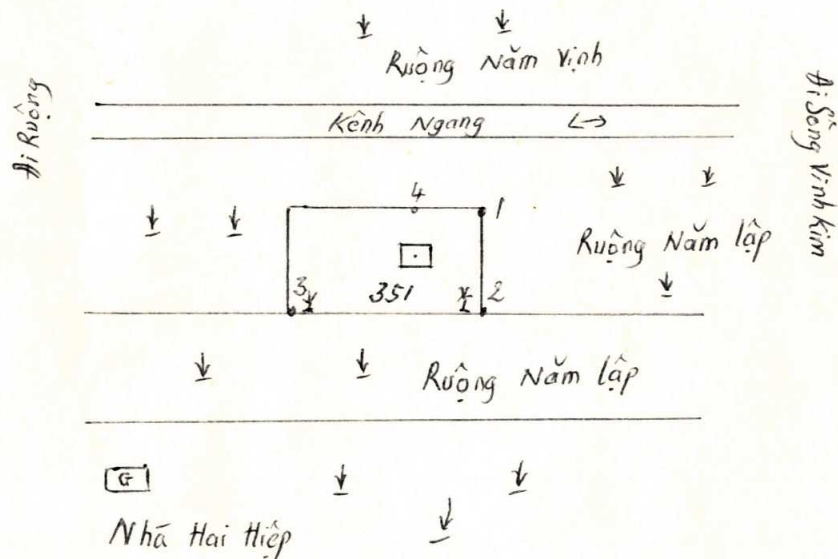 Ruộng Năm Vịnh
Đi Ruộng
Kênh Ngang
Đi Sông Vĩnh Kim
4
1
Ruộng Năm lập
3
351
2
Ruộng Năm lập
G
Nhà Hai Hiệp